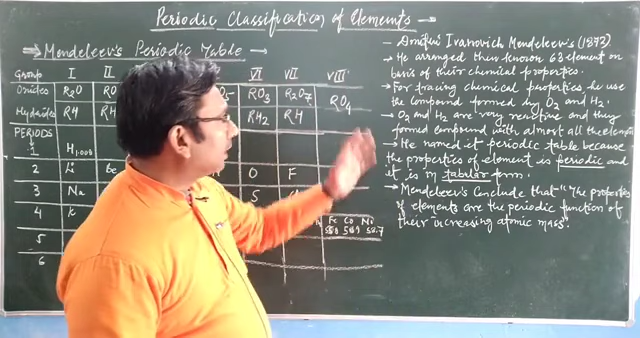 Periodic Classification of Elements
Mendeleev's Periodic Table
Group I II VI VII VIII
Oxides R2O RO RO3 R2O7 RO4
Hydrides RH RH RH2 RH
PERIODS
1 H 1.008
2 Li Be O F
3 Na S
4 K Fe Co Ni
58.7
5
6
Ivanovich Mendeleev's (1872)
He arranged then known 63 element on
basis of their chemical properties.
For tracing chemical properties, he use
the compound formed by O2 and H2.
O2 and H2 are very reactive and they
formed compound with almost all the element
He named it periodic table because
the properties of element is periodic and
it is in tabular form.
Mendeleev's conclude that "The properties
of elements are the periodic function of
their increasing atomic mass".